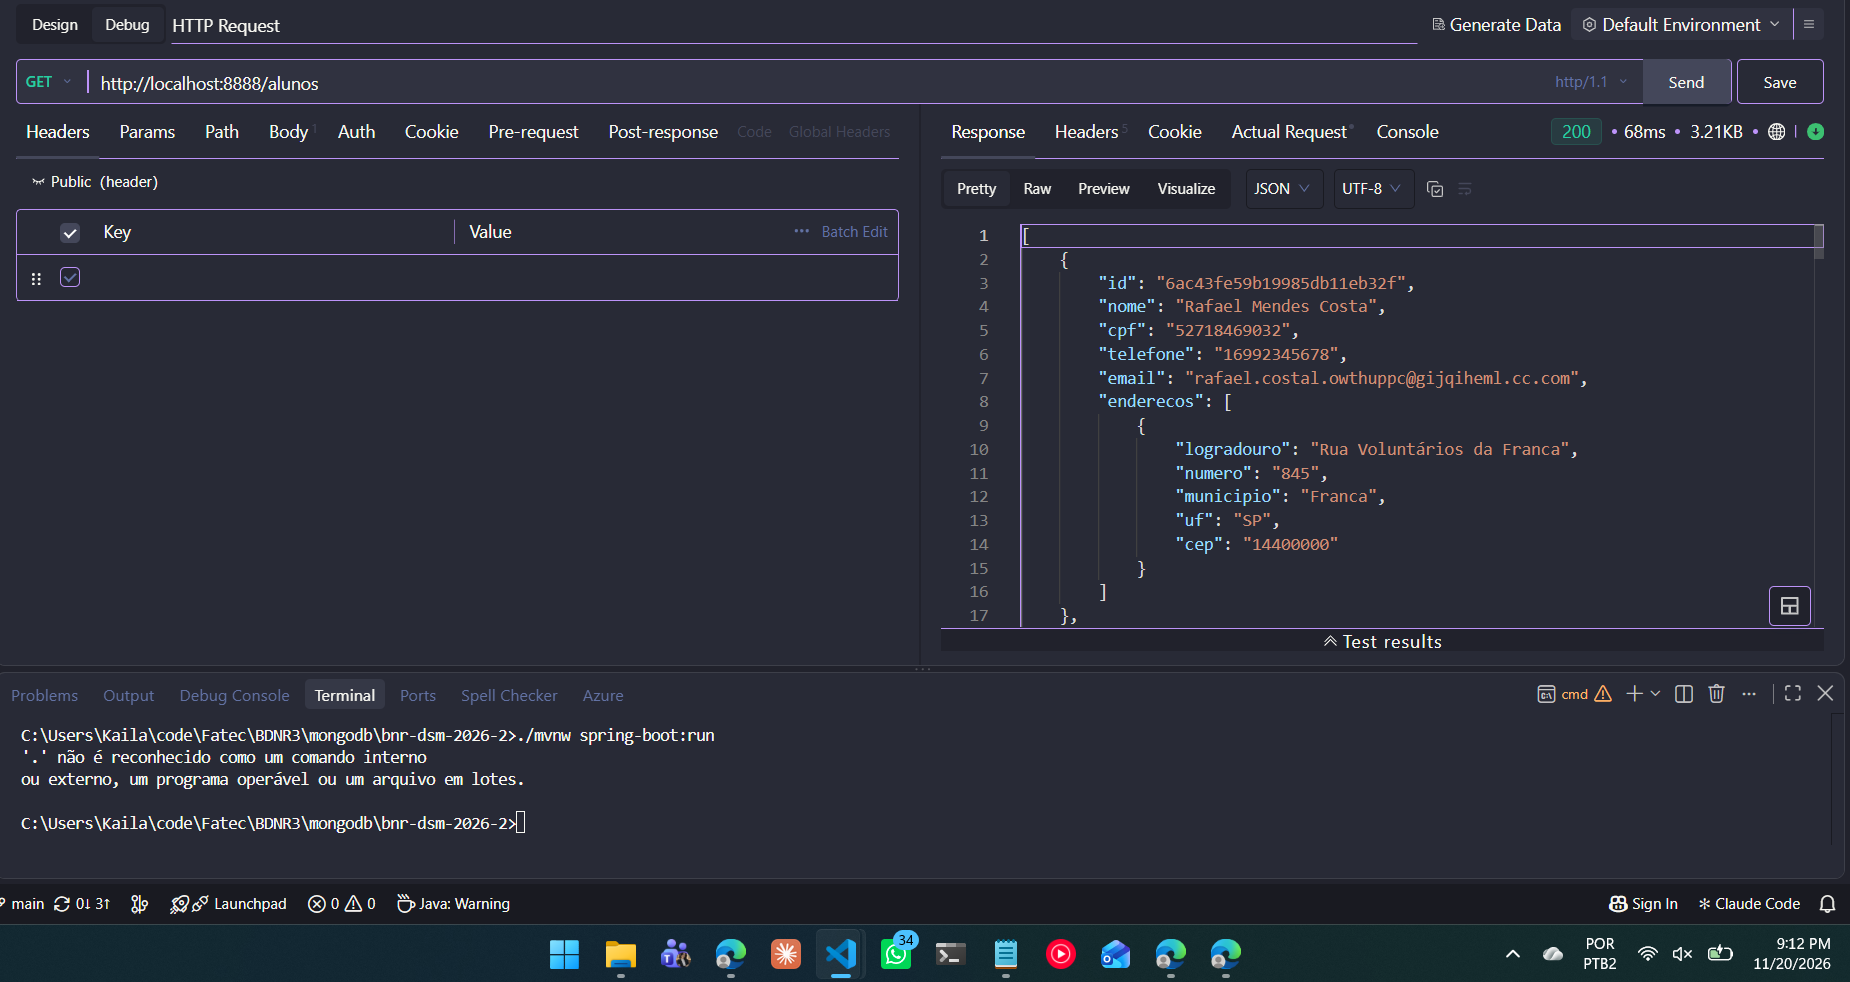 Design Debug HTTP Request Generate Data Default Environment
GET http://localhost:8888/alunos http/1.1 Send Save
Headers Params Path Body 1 Auth Cookie Pre-request Post-response Code Global Headers
Public (header)
Key Value ··· Batch Edit
Response Headers 5 Cookie Actual Request Console 200 • 68ms • 3.21KB •
Pretty Raw Preview Visualize JSON UTF-8
1 [
2 {
3 "id": "6ac43fe59b19985db11eb32f",
4 "nome": "Rafael Mendes Costa",
5 "cpf": "52718469032",
6 "telefone": "16992345678",
7 "email": "rafael.costal.owthuppc@gijqiheml.cc.com",
8 "enderecos": [
9 {
10 "logradouro": "Rua Voluntários da Franca",
11 "numero": "845",
12 "municipio": "Franca",
13 "uf": "SP",
14 "cep": "14400000"
15 }
16 ]
17 },
Test results
Problems Output Debug Console Terminal Ports Spell Checker Azure cmd
C:\Users\Kaila\code\Fatec\BDNR3\mongodb\bnr-dsm-2026-2>./mvnw spring-boot:run
'.' não é reconhecido como um comando interno
ou externo, um programa operável ou um arquivo em lotes.
C:\Users\Kaila\code\Fatec\BDNR3\mongodb\bnr-dsm-2026-2>
main 0↓ 3↑ Launchpad 0 0 Java: Warning Sign In Claude Code
34
POR
PTB2
9:12 PM
11/20/2026